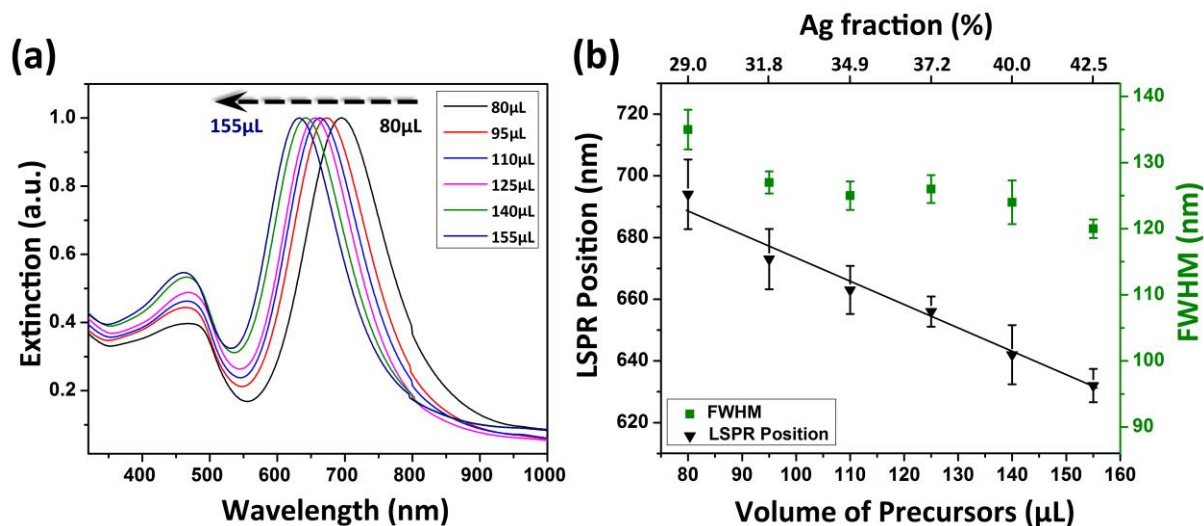 (a)
155µL
80µL
80µL
95µL
110µL
125µL
140µL
155µL
Extinction (a.u.)
1.0
0.8
0.6
0.4
0.2
400 500 600 700 800 900 1000
Wavelength (nm)
(b)
Ag fraction (%)
29.0 31.8 34.9 37.2 40.0 42.5
LSPR Position (nm)
720
700
680
660
640
620
140
130
120
110
100
90
FWHM (nm)
FWHM
LSPR Position
80 90 100 110 120 130 140 150 160
Volume of Precursors (µL)